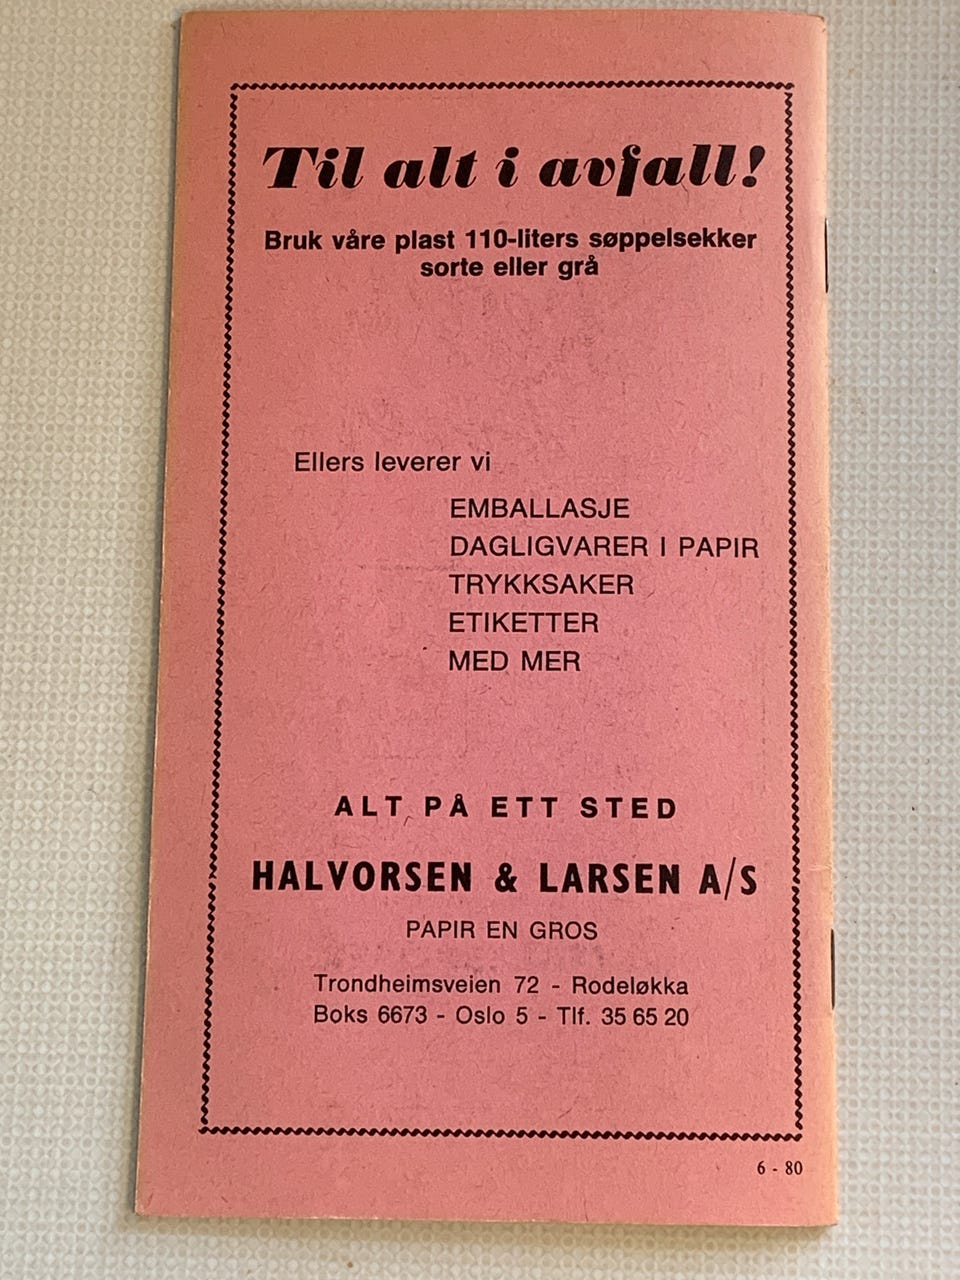 Til alt i avfall!
Bruk våre plast 110-liters søppelsekker
sorte eller grå
Ellers leverer vi
EMBALLASJE
DAGLIGVARER I PAPIR
TRYKKSAKER
ETIKETTER
MED MER
ALT PÅ ETT STED
HALVORSEN & LARSEN A/S
PAPIR EN GROS
Trondheimsveien 72 - Rodeløkka
Boks 6673 - Oslo 5 - Tlf. 35 65 20
6 - 80